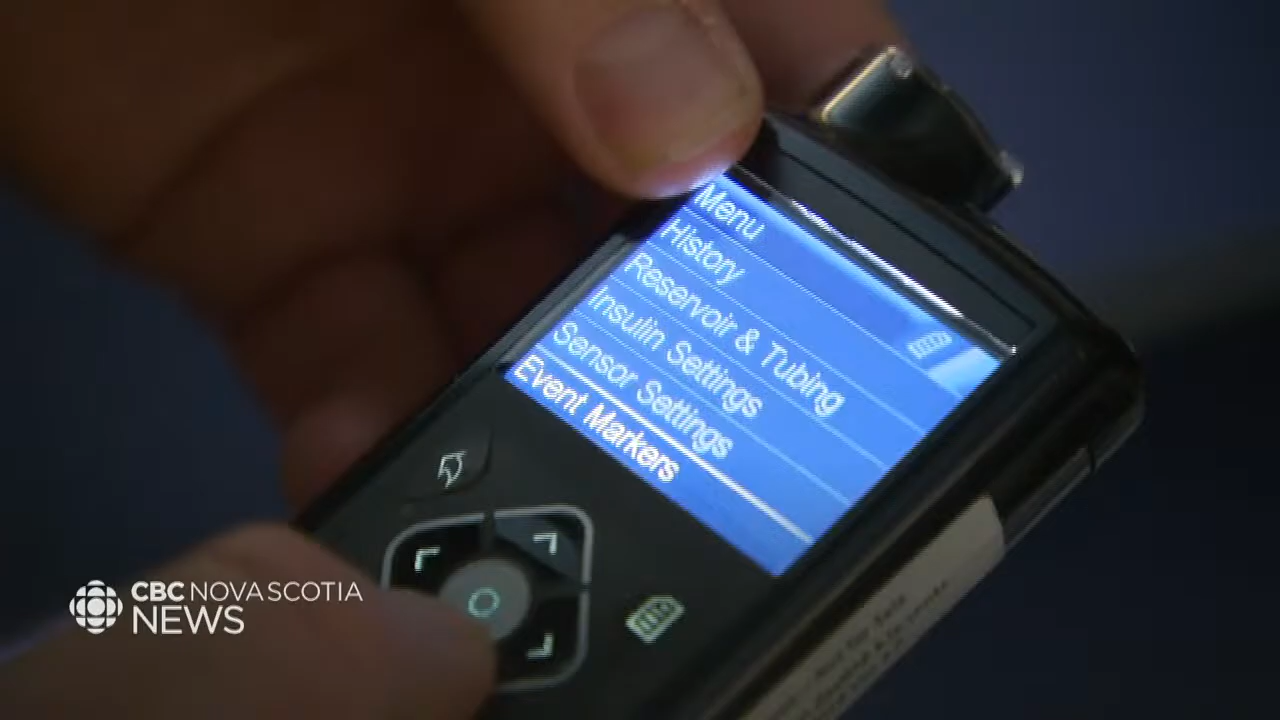 Menu
History
Reservoir & Tubing
Insulin Settings
Sensor Settings
Event Markers
CBC NOVA SCOTIA
NEWS